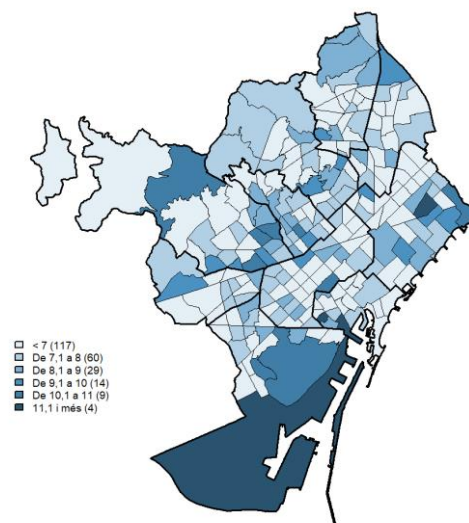 < 7 (117)
De 7,1 a 8 (60)
De 8,1 a 9 (29)
De 9,1 a 10 (14)
De 10,1 a 11 (9)
11,1 i més (4)